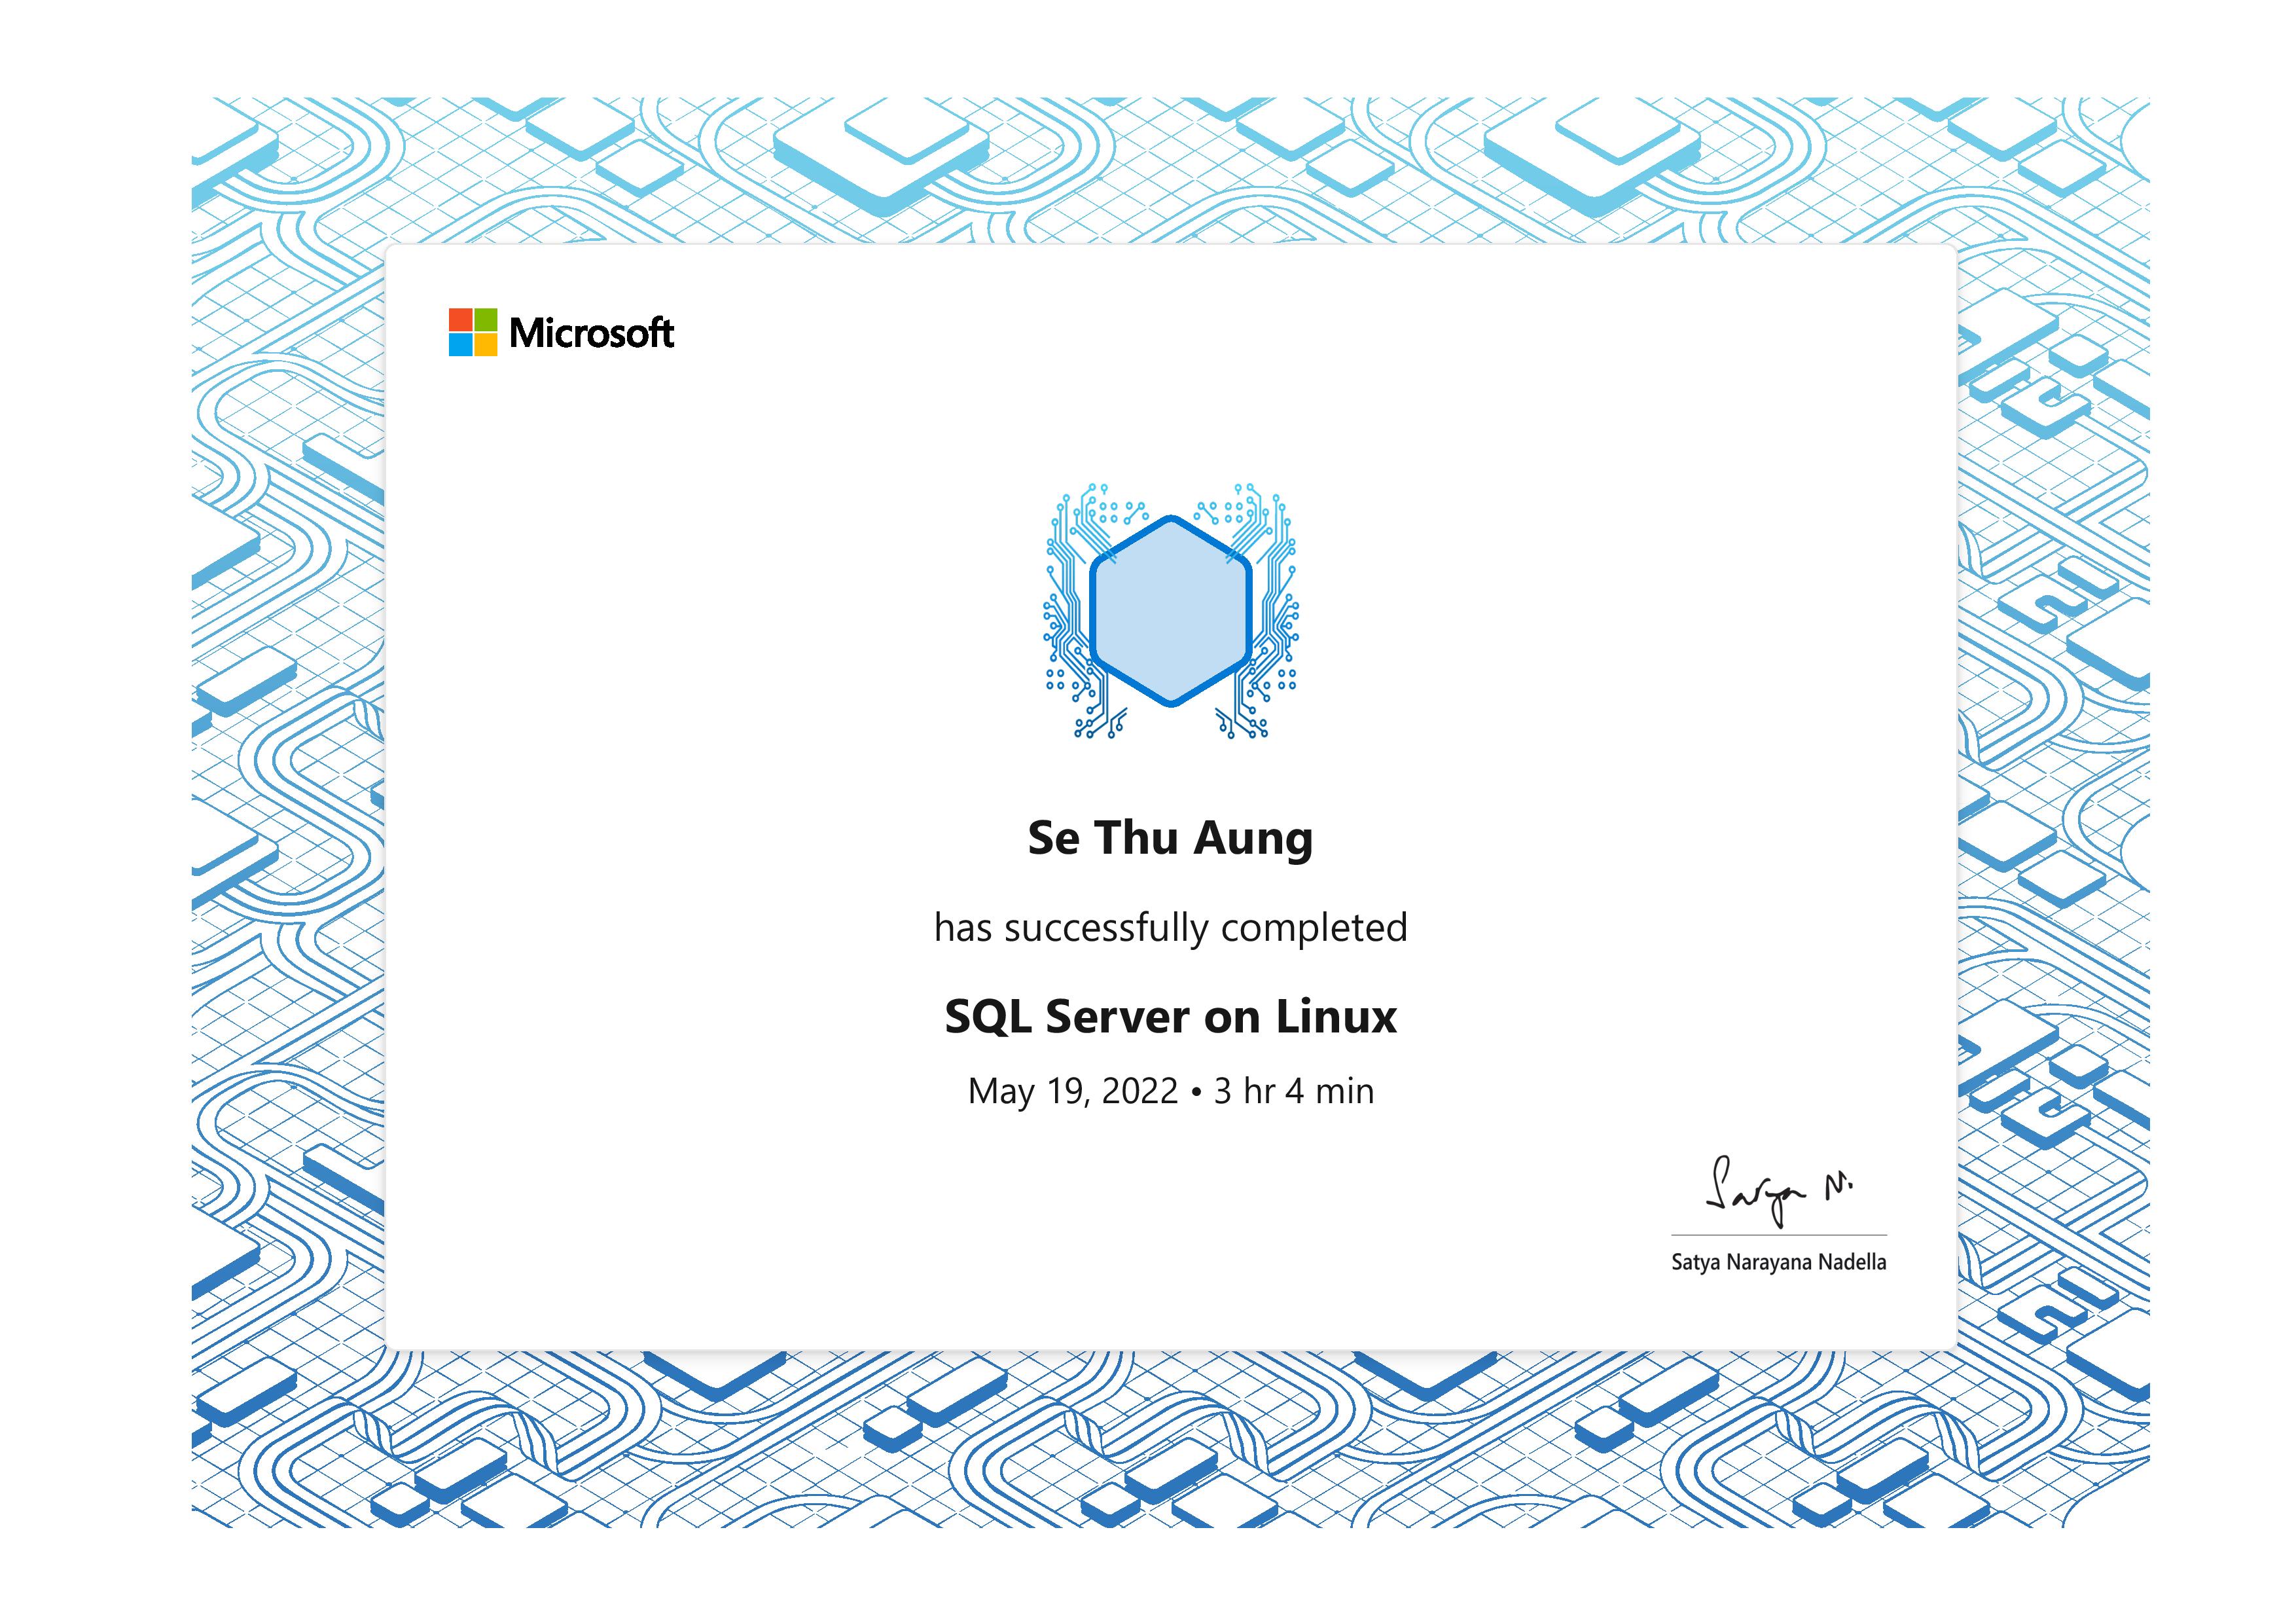 Microsoft
Se Thu Aung
has successfully completed
SQL Server on Linux
May 19, 2022 • 3 hr 4 min
Satya N.
Satya Narayana Nadella